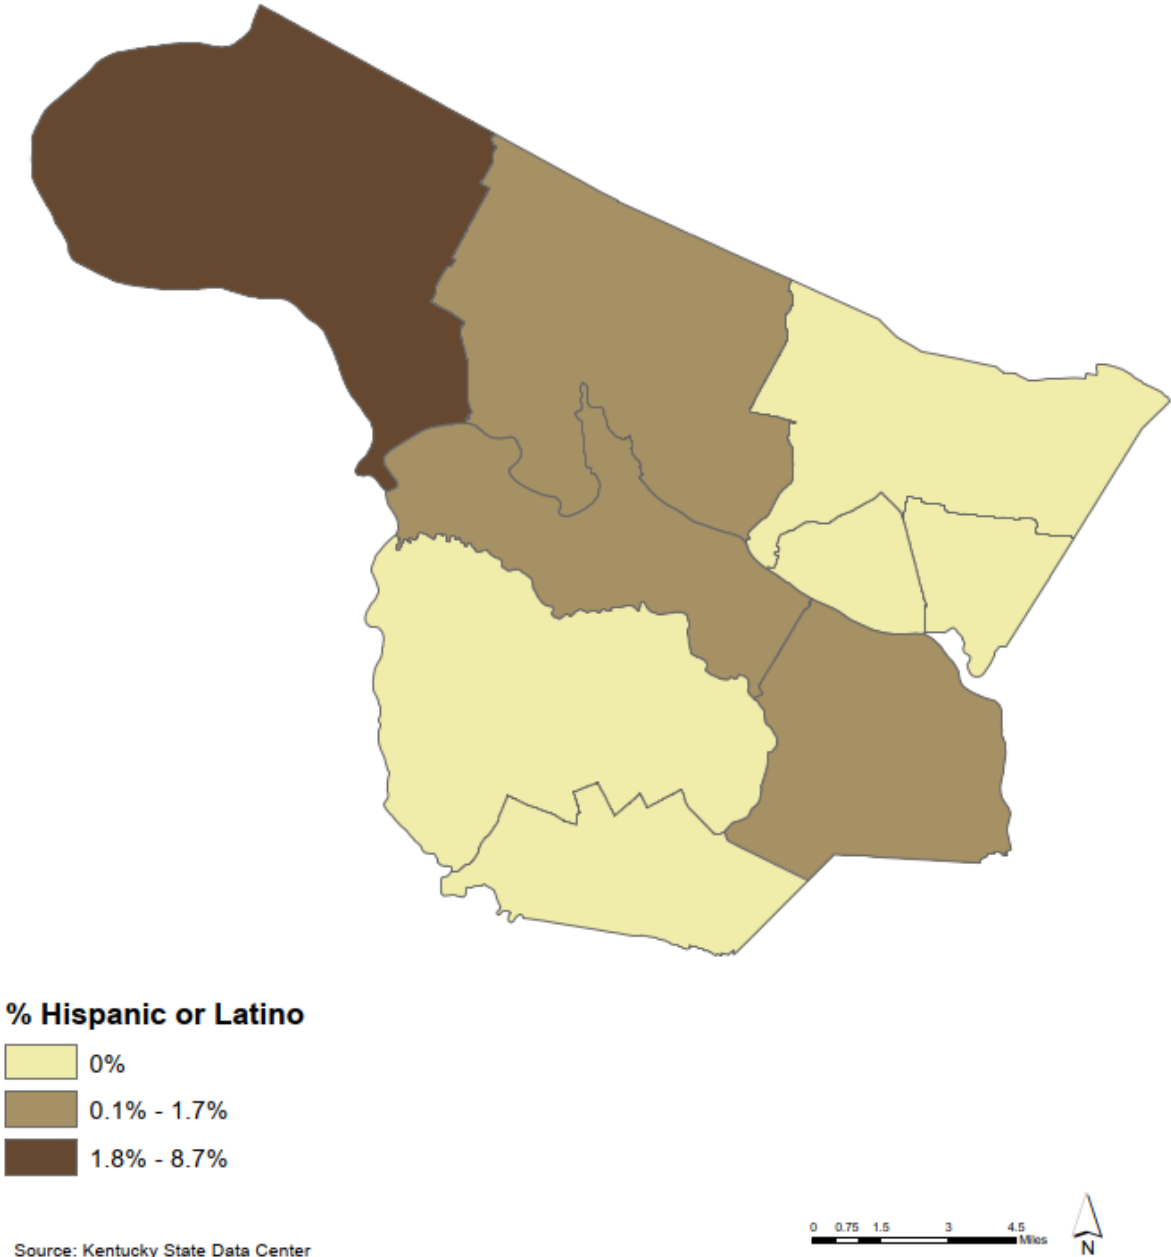 % Hispanic or Latino
0%
0.1% - 1.7%
1.8% - 8.7%
0 0.75 1.5 3 4.5
Miles
N
Source: Kentucky State Data Center